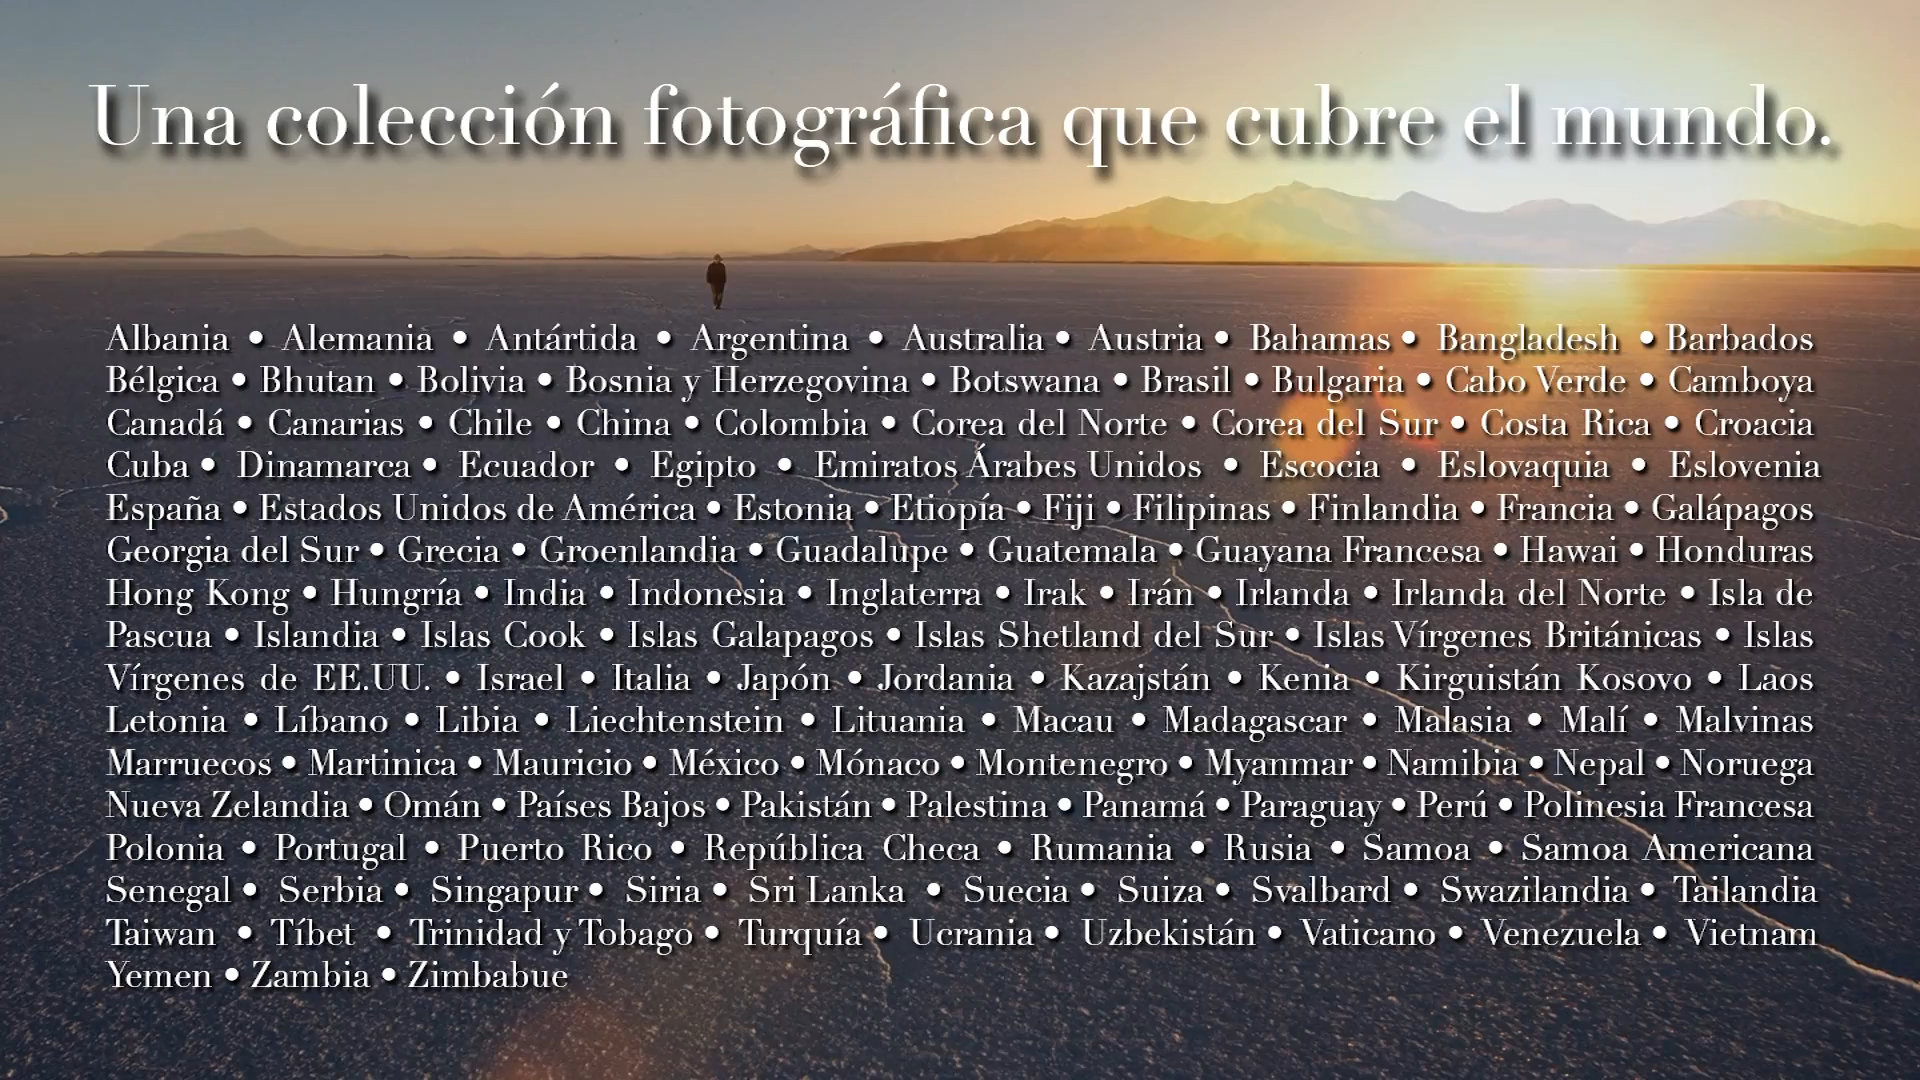 Una colección fotográfica que cubre el mundo.
Albania • Alemania • Antártida • Argentina • Australia • Austria • Bahamas • Bangladesh • Barbados
Bélgica • Bhutan • Bolivia • Bosnia y Herzegovina • Botswana • Brasil • Bulgaria • Cabo Verde • Camboya
Canadá • Canarias • Chile • China • Colombia • Corea del Norte • Corea del Sur • Costa Rica • Croacia
Cuba • Dinamarca • Ecuador • Egipto • Emiratos Árabes Unidos • Escocia • Eslovaquia • Eslovenia
España • Estados Unidos de América • Estonia • Etiopía • Fiji • Filipinas • Finlandia • Francia • Galápagos
Georgia del Sur • Grecia • Groenlandia • Guadalupe • Guatemala • Guayana Francesa • Hawai • Honduras
Hong Kong • Hungría • India • Indonesia • Inglaterra • Irak • Irán • Irlanda • Irlanda del Norte • Isla de
Pascua • Islandia • Islas Cook • Islas Galapagos • Islas Shetland del Sur • Islas Vírgenes Británicas • Islas
Vírgenes de EE.UU. • Israel • Italia • Japón • Jordania • Kazajstán • Kenia • Kirguistán Kosovo • Laos
Letonia • Líbano • Libia • Liechtenstein • Lituania • Macau • Madagascar • Malasia • Malí • Malvinas
Marruecos • Martinica • Mauricio • México • Mónaco • Montenegro • Myanmar • Namibia • Nepal • Noruega
Nueva Zelandia • Omán • Países Bajos • Pakistán • Palestina • Panamá • Paraguay • Perú • Polinesia Francesa
Polonia • Portugal • Puerto Rico • República Checa • Rumania • Rusia • Samoa • Samoa Americana
Senegal • Serbia • Singapur • Siria • Sri Lanka • Suecia • Suiza • Svalbard • Swazilandia • Tailandia
Taiwan • Tíbet • Trinidad y Tobago • Turquía • Ucrania • Uzbekistán • Vaticano • Venezuela • Vietnam
Yemen • Zambia • Zimbabue